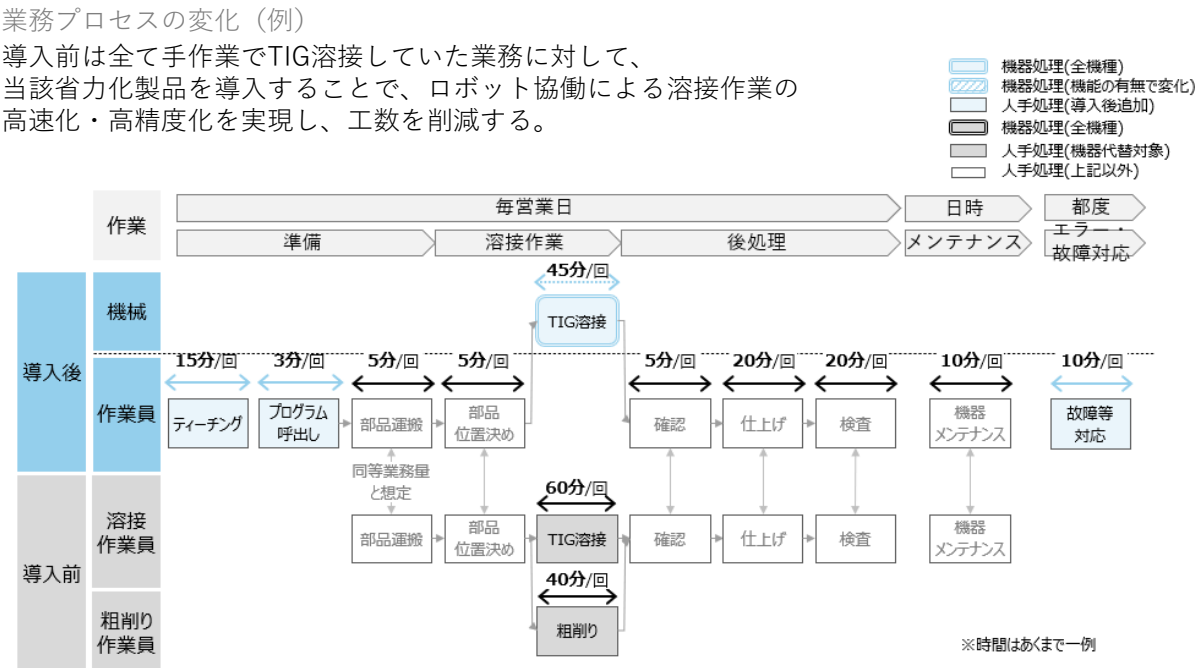 業務プロセスの変化（例）
導入前は全て手作業でTIG溶接していた業務に対して、
当該省力化製品を導入することで、ロボット協働による溶接作業の
高速化・高精度化を実現し、工数を削減する。
機器処理(全機種)
機器処理(機能の有無で変化)
人手処理(導入後追加)
機器処理(全機種)
人手処理(機器代替対象)
人手処理(上記以外)
作業
毎営業日
日時
都度
準備
溶接作業
後処理
メンテナンス
エラー・
故障対応
導入後
機械
45分/回
TIG溶接
作業員
15分/回
3分/回
5分/回
5分/回
5分/回
20分/回
20分/回
10分/回
10分/回
ティーチング
プログラム
呼出し
部品運搬
部品
位置決め
確認
仕上げ
検査
機器
メンテナンス
故障等
対応
同等業務量
と想定
導入前
溶接
作業員
60分/回
部品運搬
部品
位置決め
TIG溶接
確認
仕上げ
検査
機器
メンテナンス
粗削り
作業員
40分/回
粗削り
※時間はあくまで一例